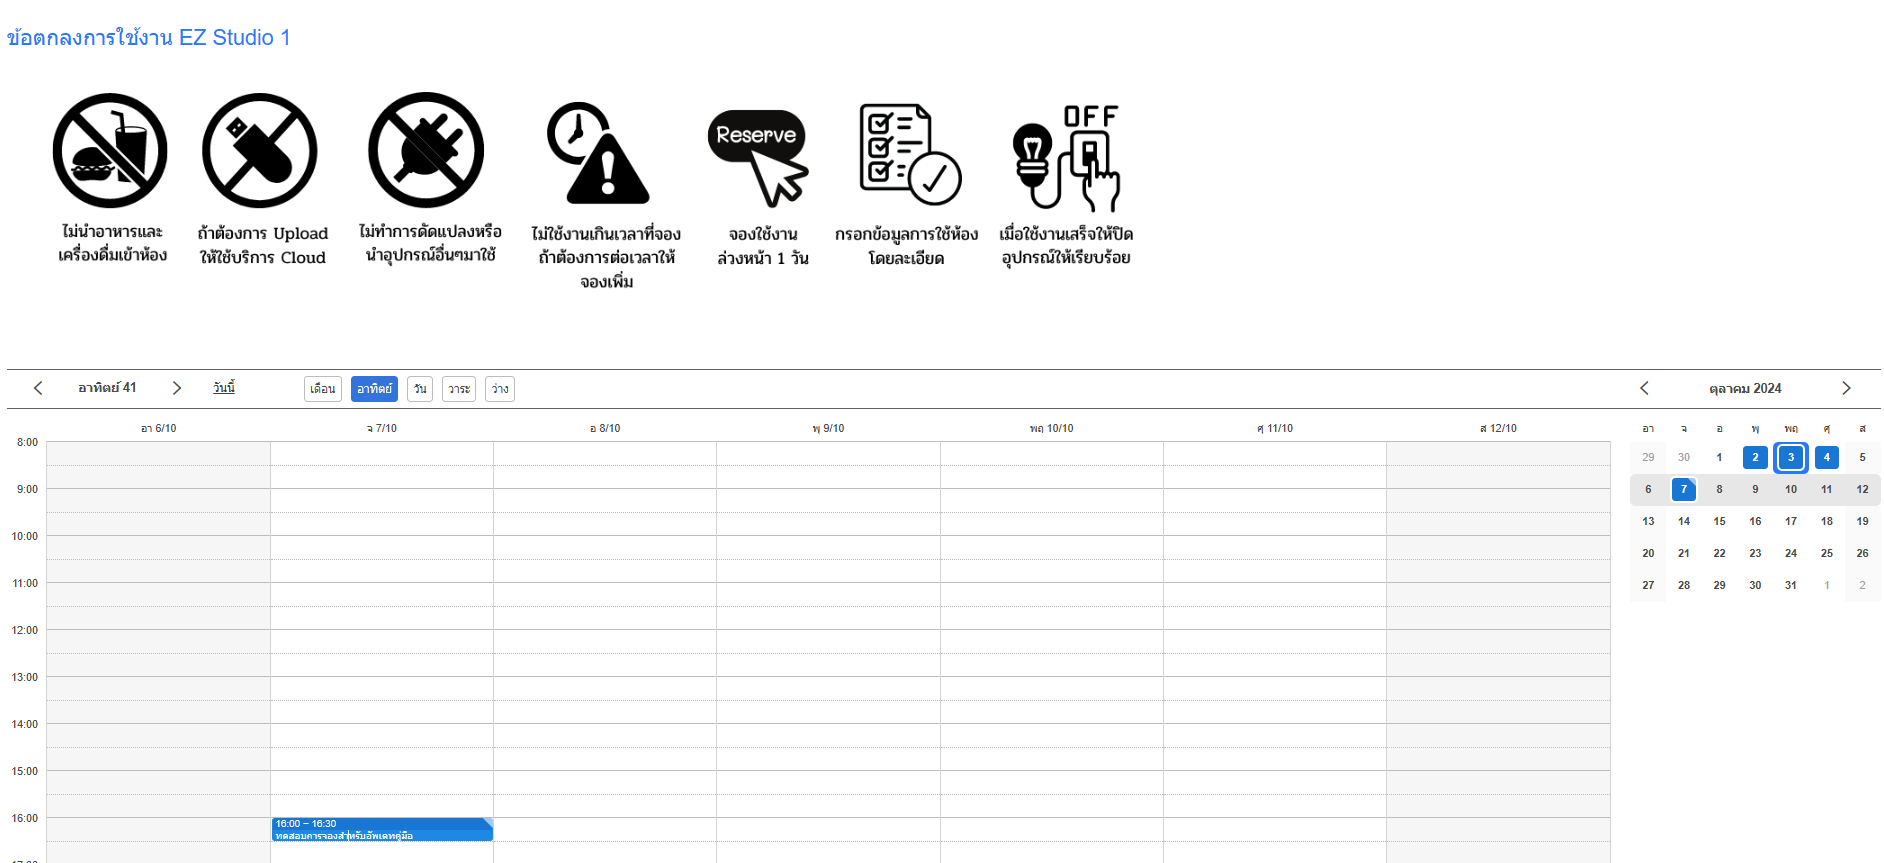 ข้อตกลงการใช้งาน EZ Studio 1
ไม่นำอาหารและ
เครื่องดื่มเข้าห้อง
ถ้าต้องการ Upload
ให้ใช้บริการ Cloud
ไม่ทำการดัดแปลงหรือ
นำอุปกรณ์อื่นๆมาใช้
ไม่ใช้งานเกินเวลาที่จอง
ถ้าต้องการต่อเวลาให้
จองเพิ่ม
Reserve
จองใช้งาน
ล่วงหน้า 1 วัน
กรอกข้อมูลการใช้ห้อง
โดยละเอียด
OFF
เมื่อใช้งานเสร็จให้ปิด
อุปกรณ์ให้เรียบร้อย
อาทิตย์ 41 วันนี้ เดือน อาทิตย์ วัน วาระ ว่าง
อา 6/10 จ 7/10 อ 8/10 พุ 9/10 พฤ 10/10 ศุ 11/10 ส 12/10
8:00
9:00
10:00
11:00
12:00
13:00
14:00
15:00
16:00
16:00 – 16:30
ทดสอบการจองสำหรับอัพเดทคู่มือ
17:00
ตุลาคม 2024
อา จ อ พุ พฤ ศุ ส
29 30 1 2 3 4 5
6 7 8 9 10 11 12
13 14 15 16 17 18 19
20 21 22 23 24 25 26
27 28 29 30 31 1 2